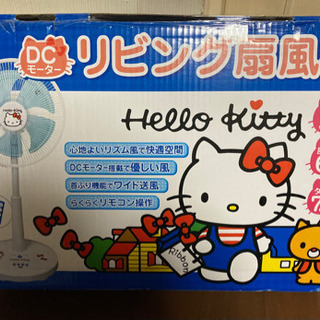 DC
モーター
リビング扇風
Hello Kitty
心地よいリズム風で快適空間
DCモーター搭載で優しい風
首ふり機能でワイド送風
らくらくリモコン操作
Ribbon